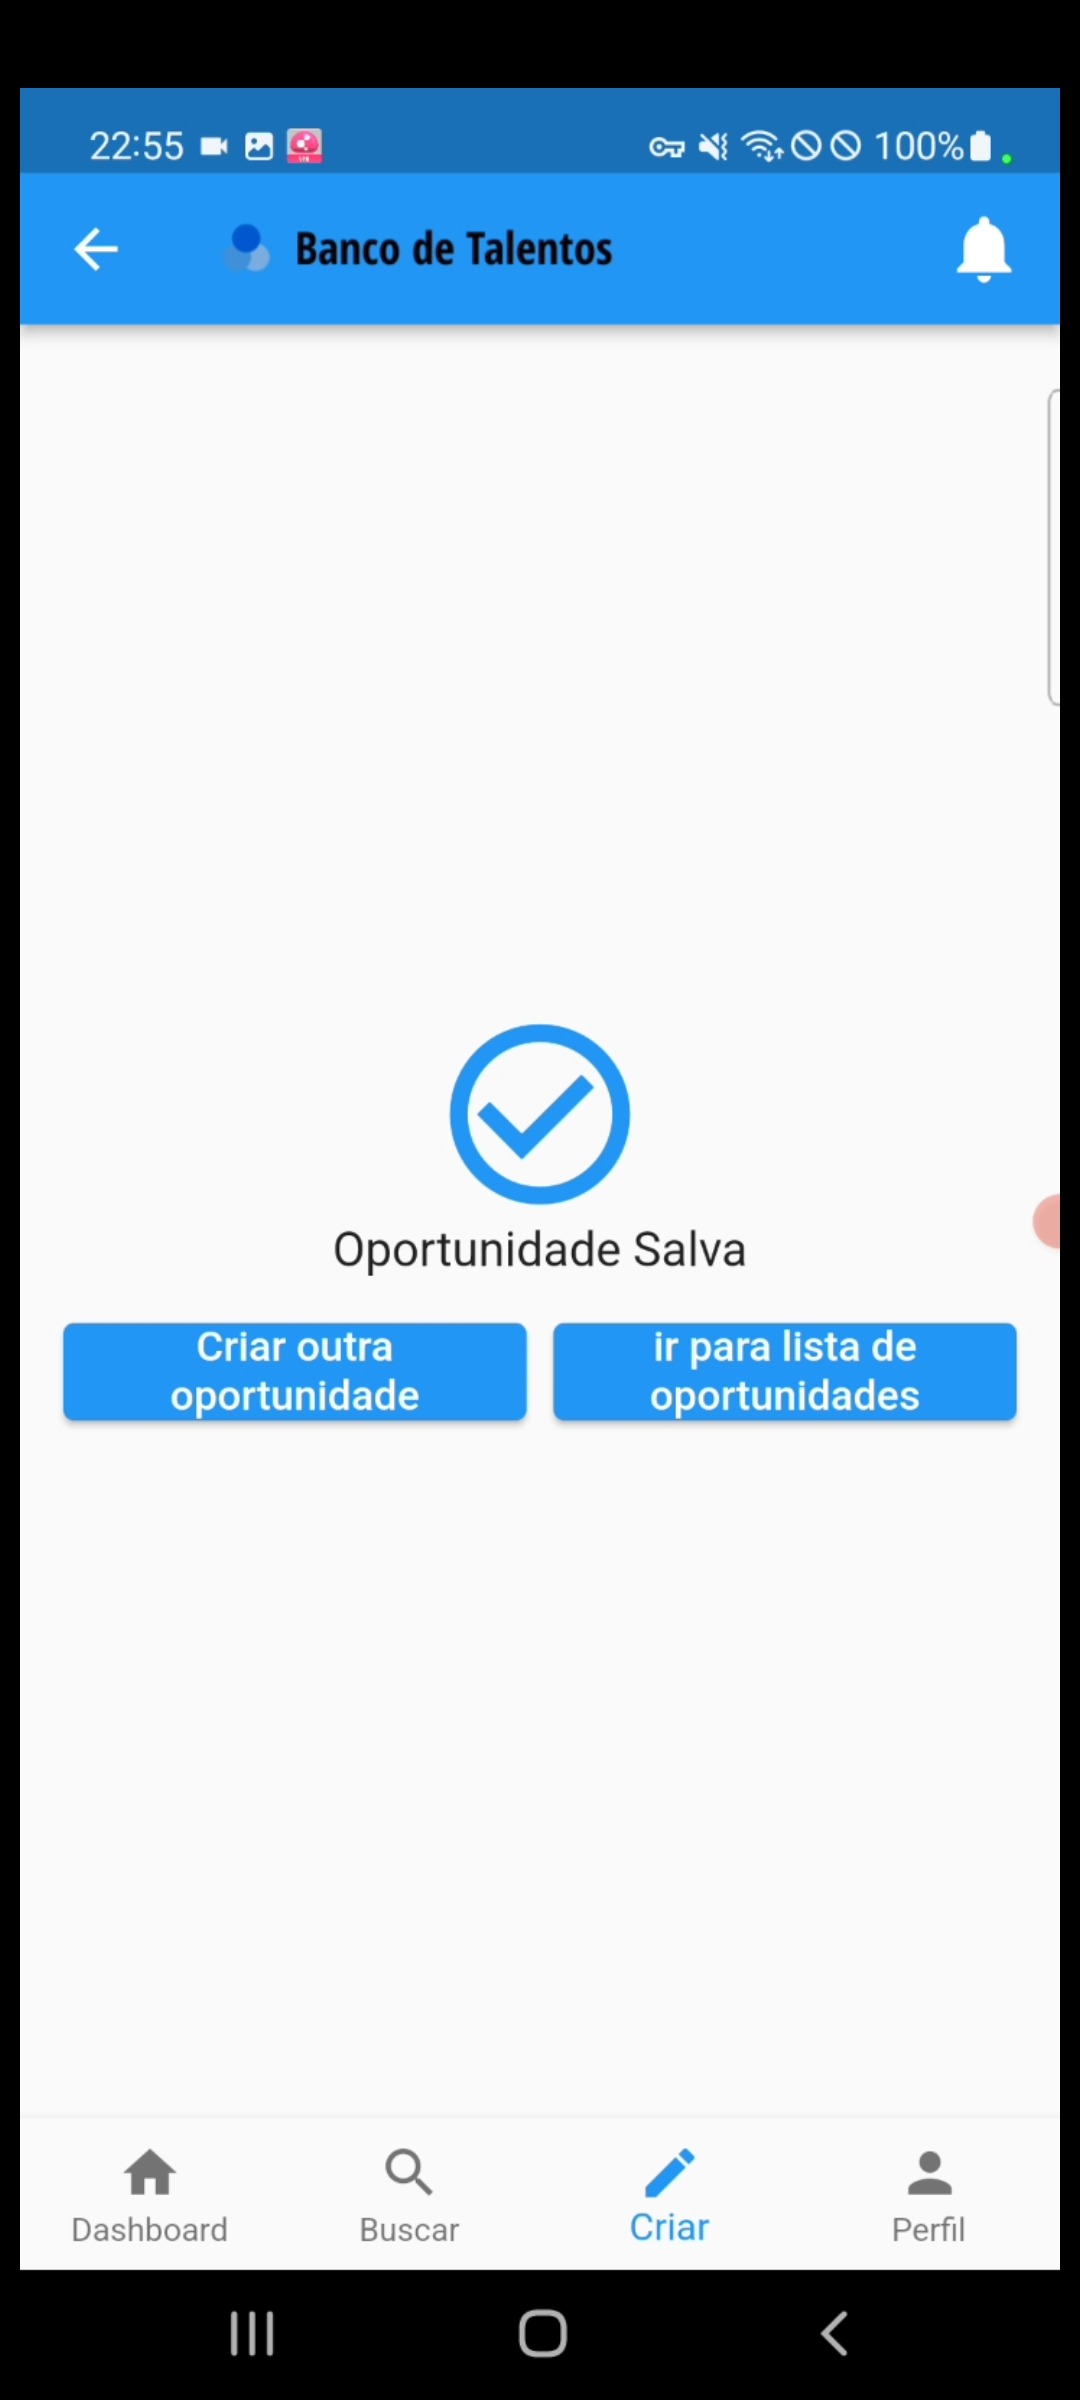 22:55 100%
Banco de Talentos
Oportunidade Salva
Criar outra
oportunidade
ir para lista de
oportunidades
Dashboard Buscar Criar Perfil